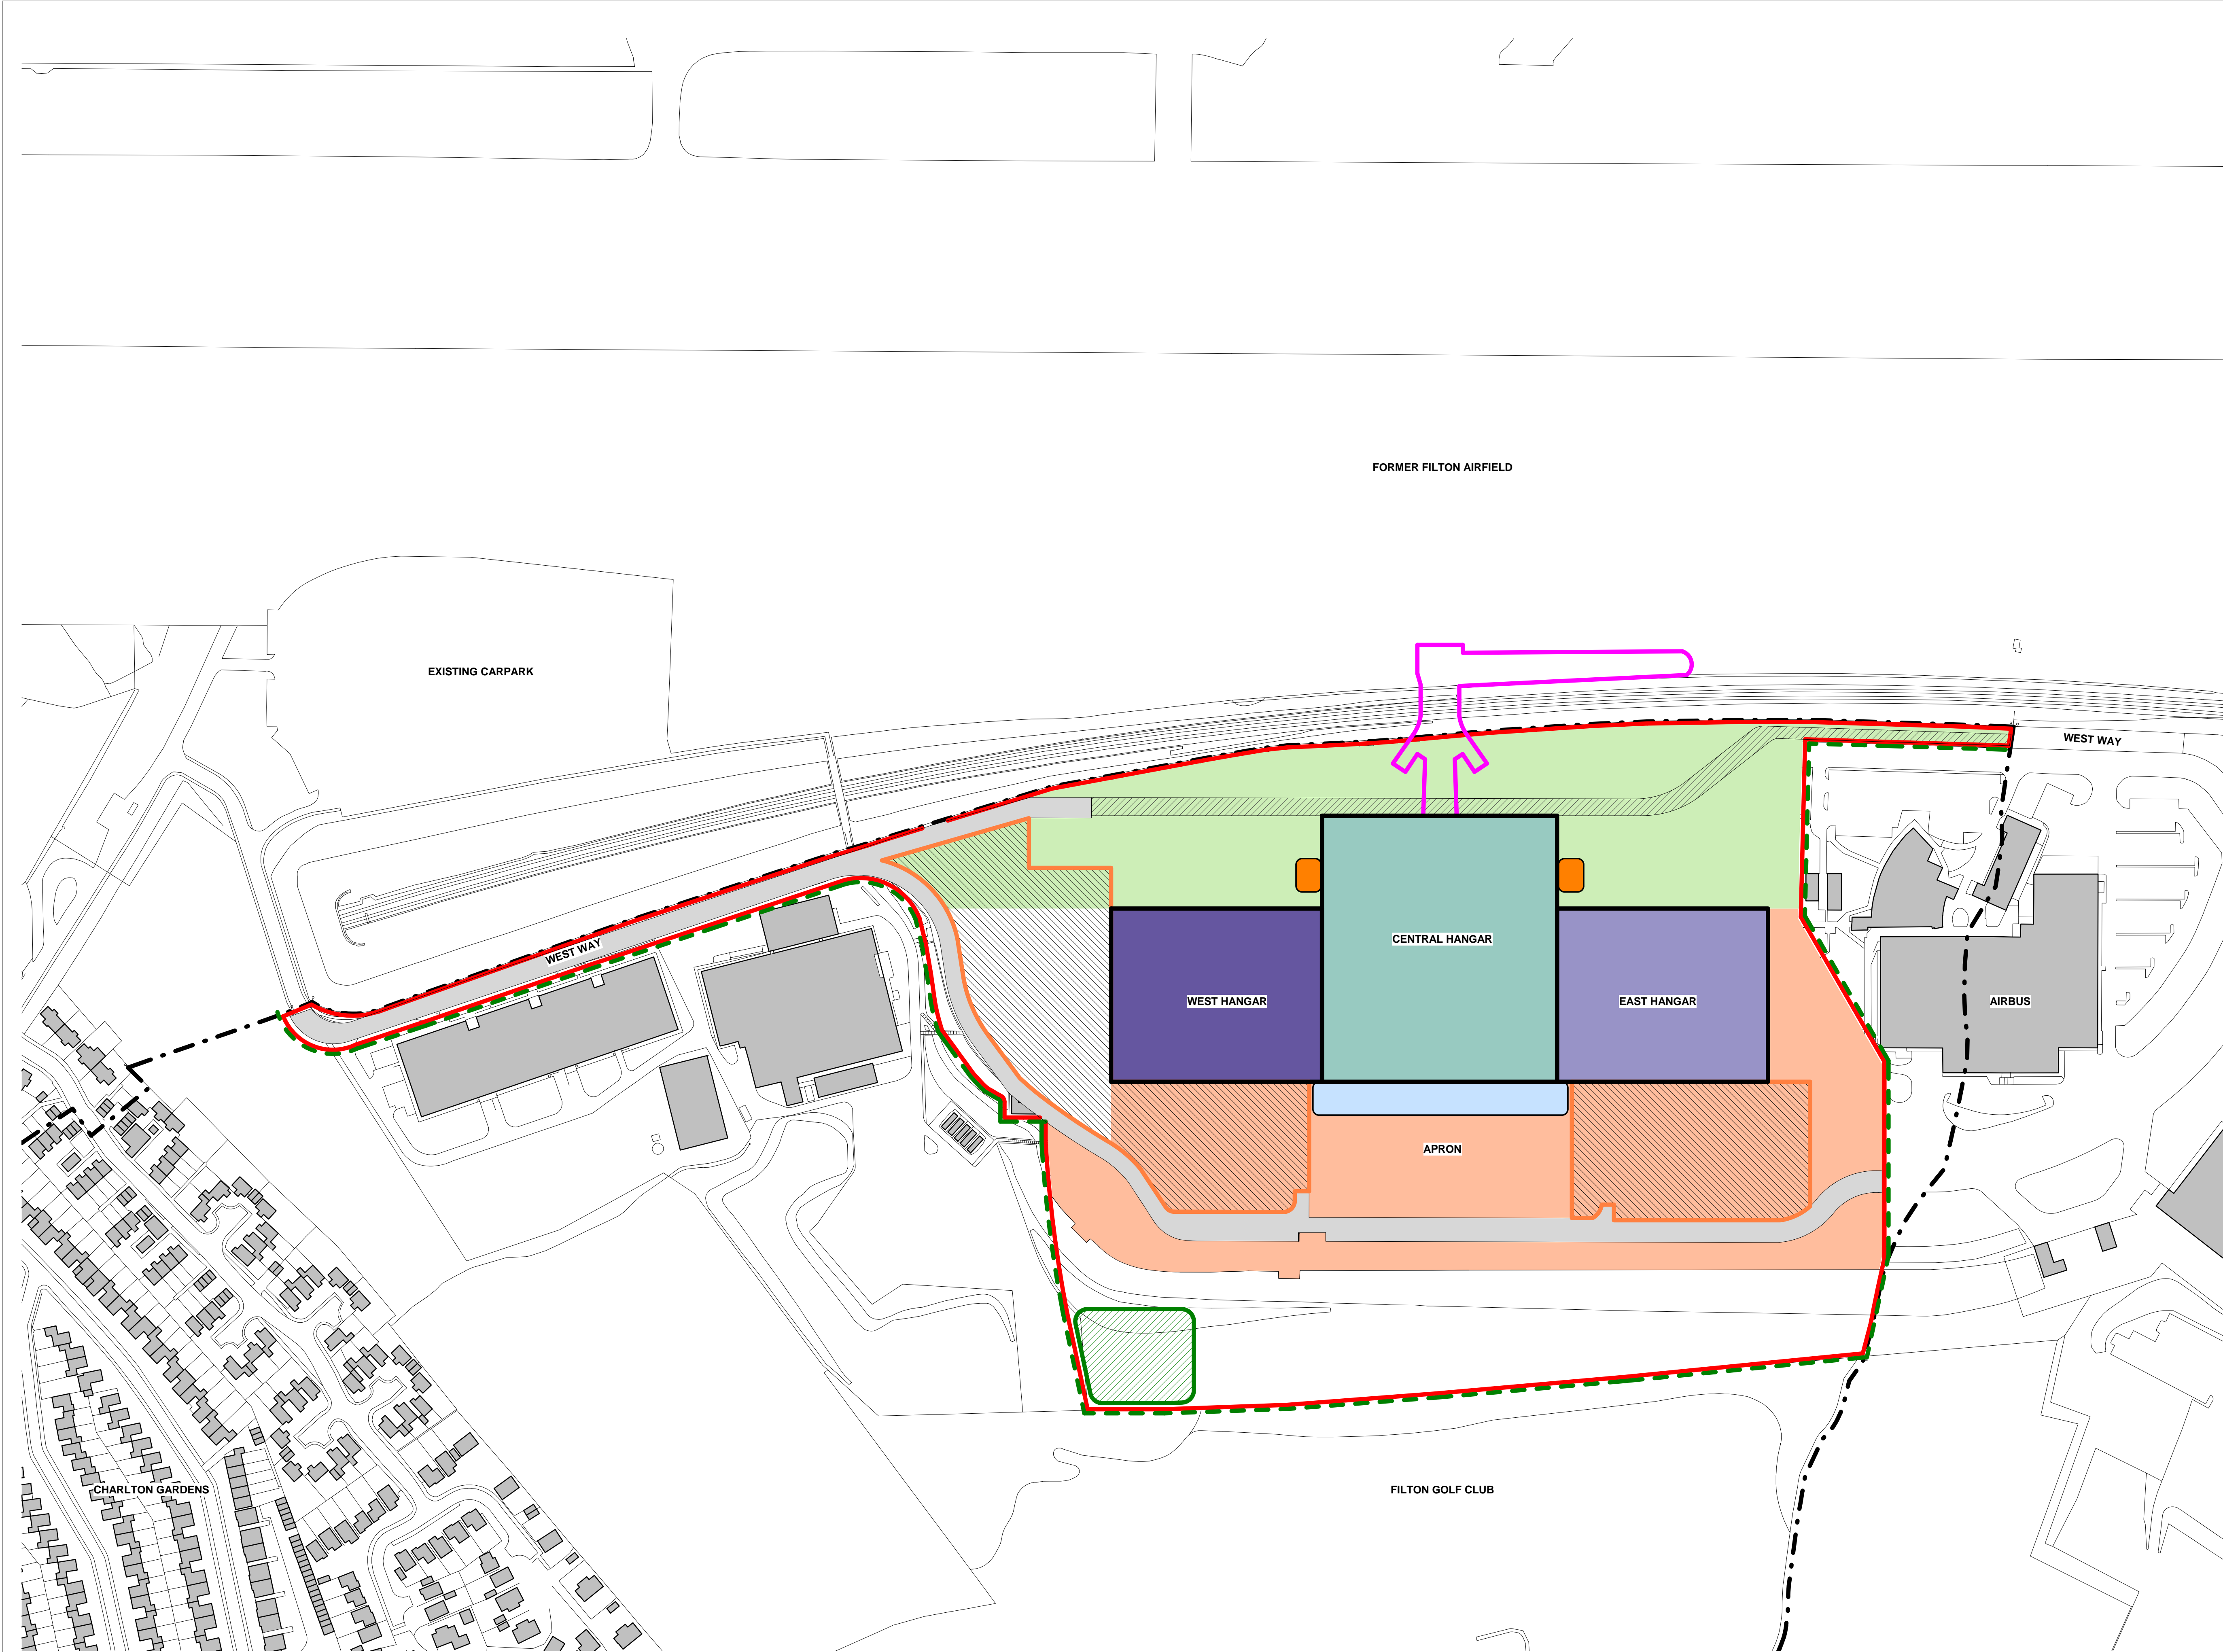 FORMER FILTON AIRFIELD
EXISTING CARPARK
WEST WAY
WEST WAY
CENTRAL HANGAR
WEST HANGAR
EAST HANGAR
AIRBUS
APRON
CHARLTON GARDENS
FILTON GOLF CLUB